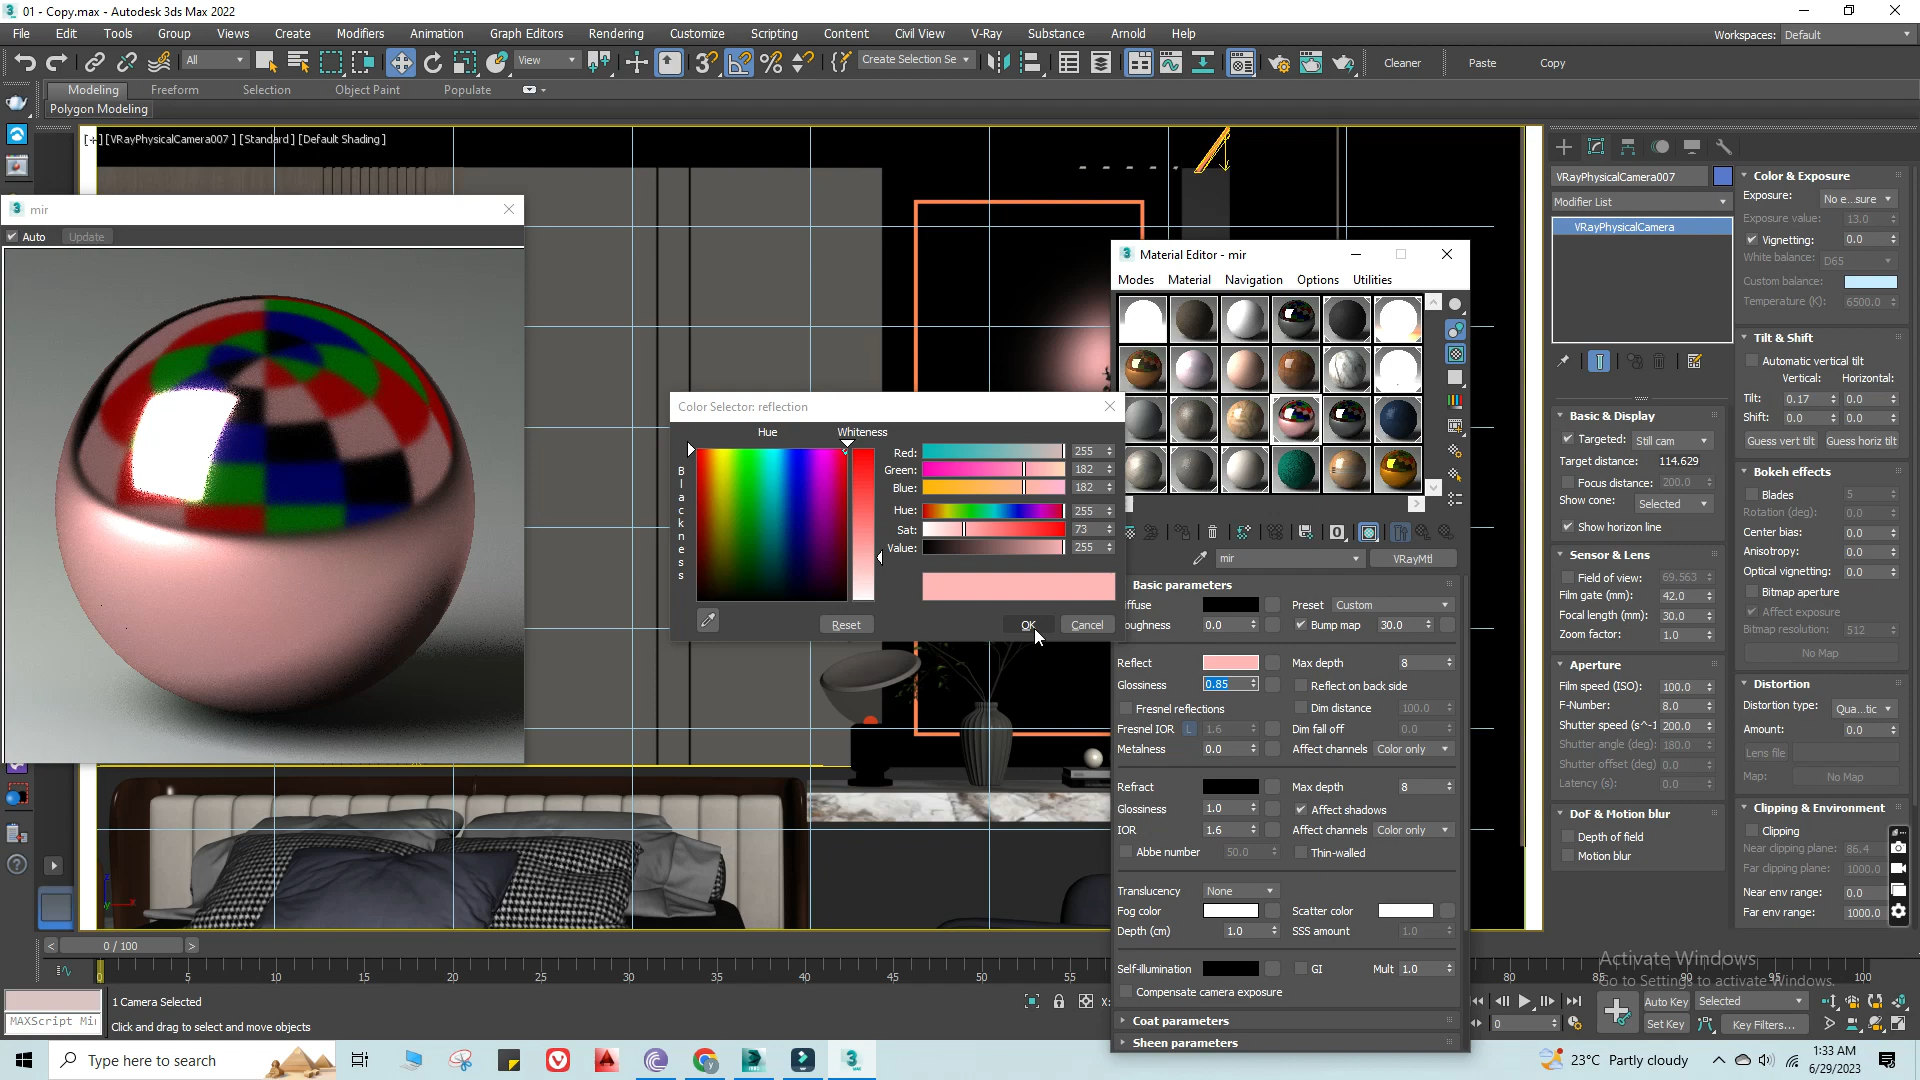 01 - Copy.max - Autodesk 3ds Max 2022
File Edit Tools Group Views Create Modifiers Animation Graph Editors Rendering Customize Scripting Content Civil View V-Ray Substance Arnold Help
Workspaces: Default
All View Create Selection Se Cleaner Paste Copy
Modeling Freeform Selection Object Paint Populate
Polygon Modeling
[+] [VRayPhysicalCamera007 ] [Standard ] [Default Shading ]
mir
Auto Update
Color Selector: reflection
Hue Whiteness
Blackness
Red: 255
Green: 182
Blue: 182
Hue: 255
Sat: 73
Value: 255
Reset OK Cancel
Material Editor - mir
Modes Material Navigation Options Utilities
mir VRayMtl
Basic parameters
iffuse Preset Custom
oughness 0.0 Bump map 30.0
Reflect Max depth 8
Glossiness 0.85 Reflect on back side
Fresnel reflections Dim distance 100.0
Fresnel IOR L 1.6 Dim fall off 0.0
Metalness 0.0 Affect channels Color only
Refract Max depth 8
Glossiness 1.0 Affect shadows
IOR 1.6 Affect channels Color only
Abbe number 50.0 Thin-walled
Translucency None
Fog color Scatter color
Depth (cm) 1.0 SSS amount 1.0
Self-illumination GI Mult 1.0
Compensate camera exposure
Coat parameters
Sheen parameters
VRayPhysicalCamera007
Modifier List
VRayPhysicalCamera
Basic & Display
Targeted: Still cam
Target distance: 114.629
Focus distance: 200.0
Show cone: Selected
Show horizon line
Sensor & Lens
Field of view: 69.563
Film gate (mm): 42.0
Focal length (mm): 30.0
Zoom factor: 1.0
Aperture
Film speed (ISO): 100.0
F-Number: 8.0
Shutter speed (s^-1 200.0
Shutter angle (deg): 180.0
Shutter offset (deg) 0.0
Latency (s): 0.0
DoF & Motion blur
Depth of field
Motion blur
Color & Exposure
Exposure: No e...sure
Exposure value: 13.0
Vignetting: 0.0
White balance: D65
Custom balance:
Temperature (K): 6500.0
Tilt & Shift
Automatic vertical tilt
Vertical: Horizontal:
Tilt: 0.17 0.0
Shift: 0.0 0.0
Guess vert tilt Guess horiz tilt
Bokeh effects
Blades 5
Rotation (deg): 0.0
Center bias: 0.0
Anisotropy: 0.0
Optical vignetting: 0.0
Bitmap aperture
Affect exposure
Bitmap resolution: 512
No Map
Distortion
Distortion type: Qua...tic
Amount: 0.0
Lens file
Map: No Map
Clipping & Environment
Clipping
Near clipping plane: 86.4
Far clipping plane: 1000.0
Near env range: 0.0
Far env range: 1000.0
0 / 100
0 5 10 15 20 25 30 35 40 45 50 55 80 85 90 95 100
Activate Windows
Go to Settings to activate Windows.
1 Camera Selected
X:
Auto Key Selected
MAXScript Mi
Click and drag to select and move objects
0 Set Key Key Filters...
Type here to search
23°C Partly cloudy
1:33 AM
6/29/2023